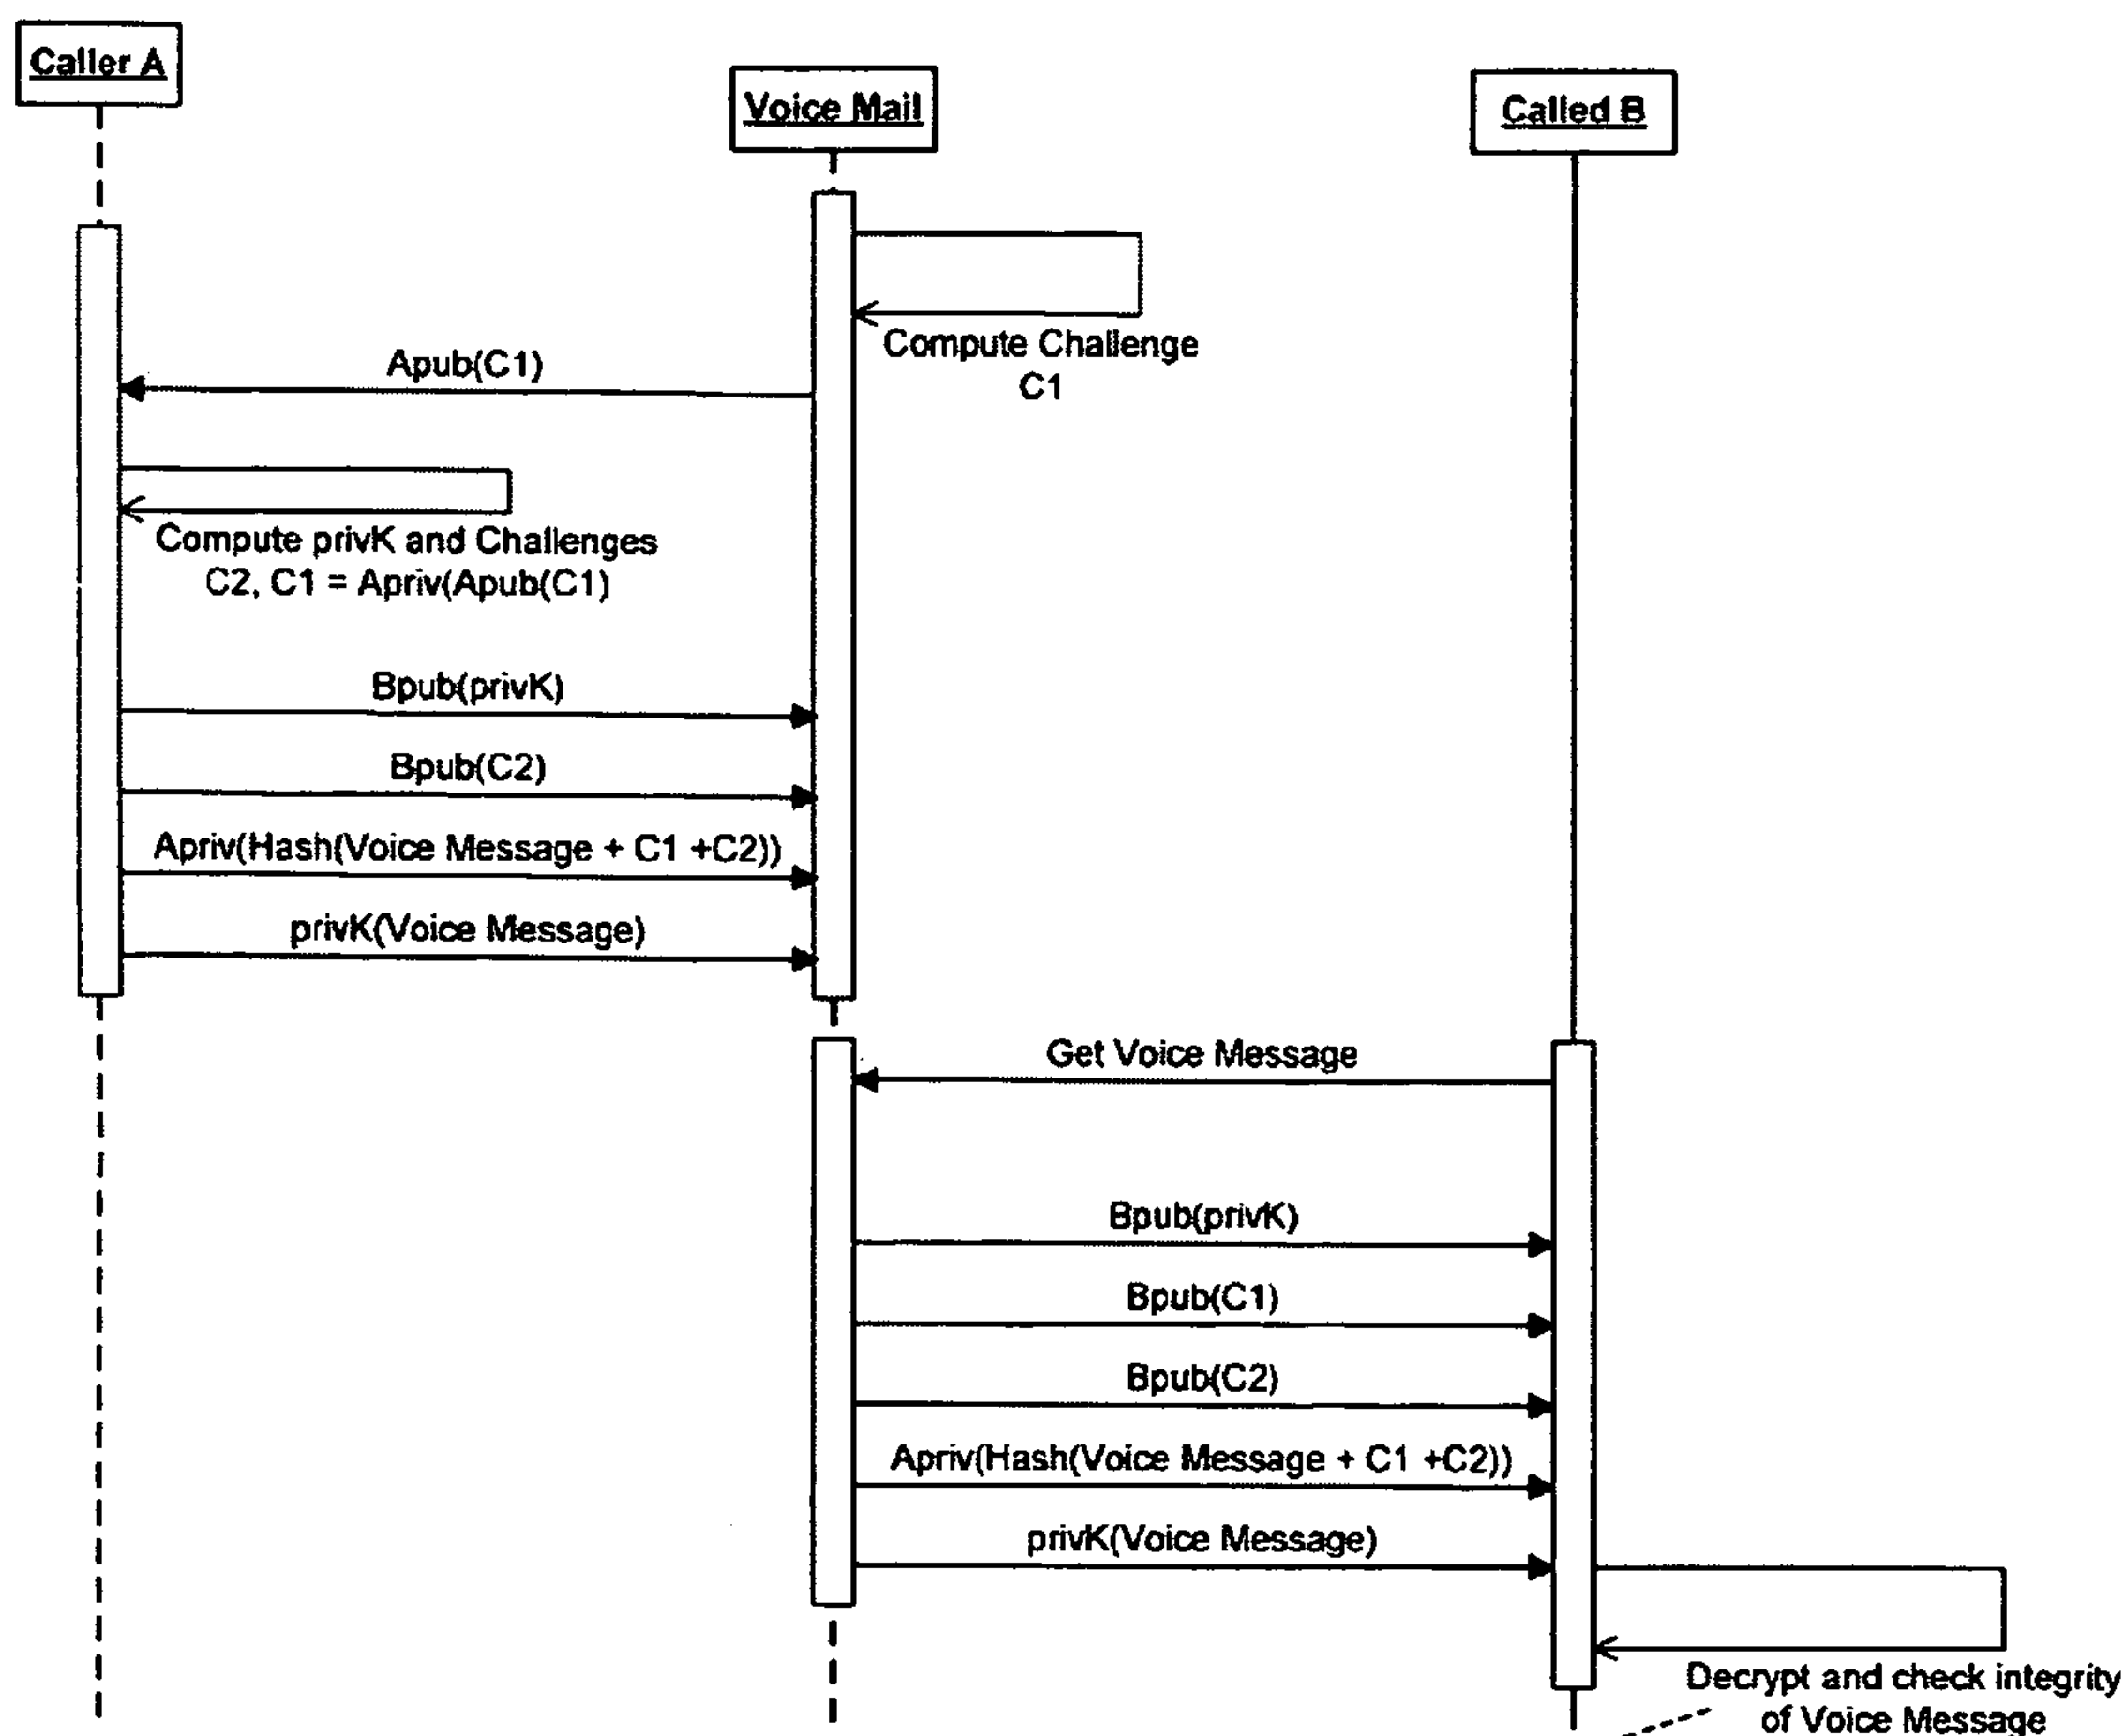 Caller A
Voice Mail
Called B
Compute Challenge
C1
Apub(C1)
Compute privK and Challenges
C2, C1 = Apriv(Apub(C1)
Bpub(privK)
Bpub(C2)
Apriv(Hash(Voice Message + C1 +C2))
privK(Voice Message)
Get Voice Message
Bpub(privK)
Bpub(C1)
Bpub(C2)
Apriv(Hash(Voice Message + C1 +C2))
privK(Voice Message)
Decrypt and check integrity
of Voice Message